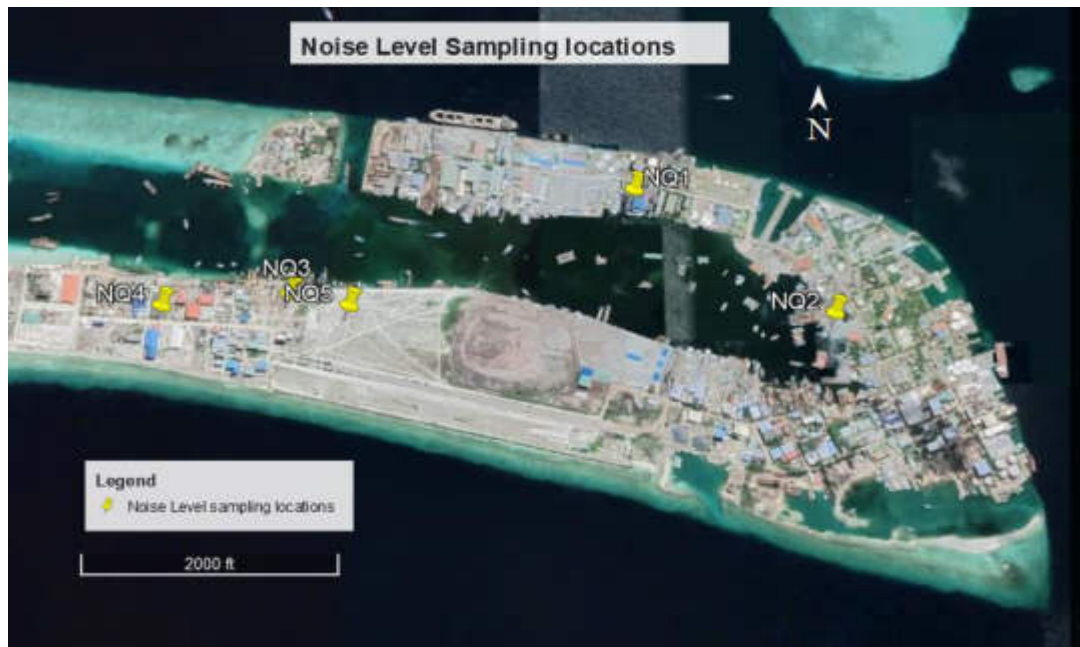 Noise Level Sampling locations
N
NQ1
NQ3
NQ4
NQ5
NQ2
Legend
Noise Level sampling locations
2000 ft